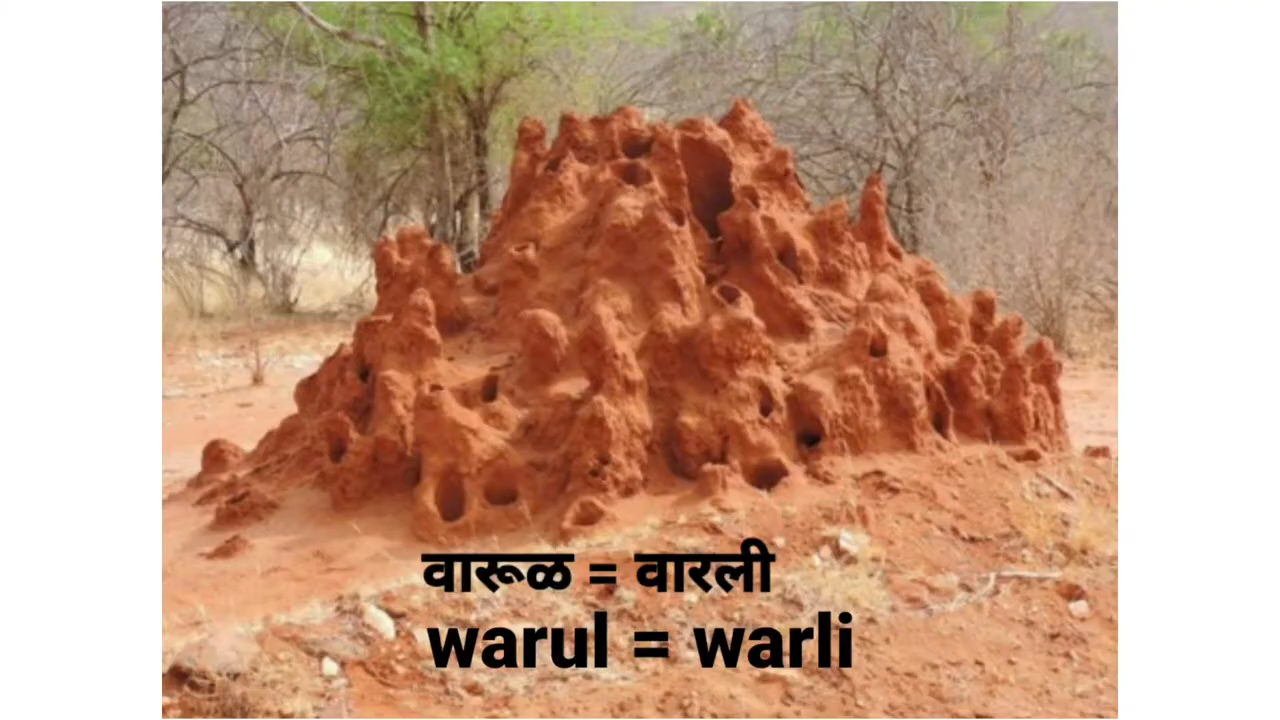 वारूळ = वारली
warul = warli